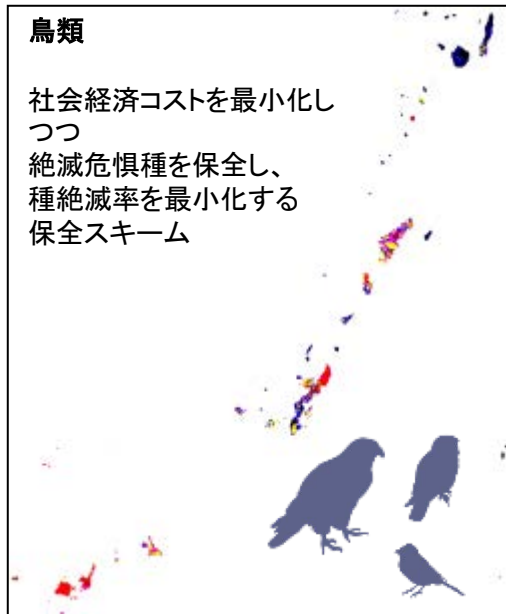 鳥類
社会経済コストを最小化し
つつ
絶滅危惧種を保全し、
種絶滅率を最小化する
保全スキーム